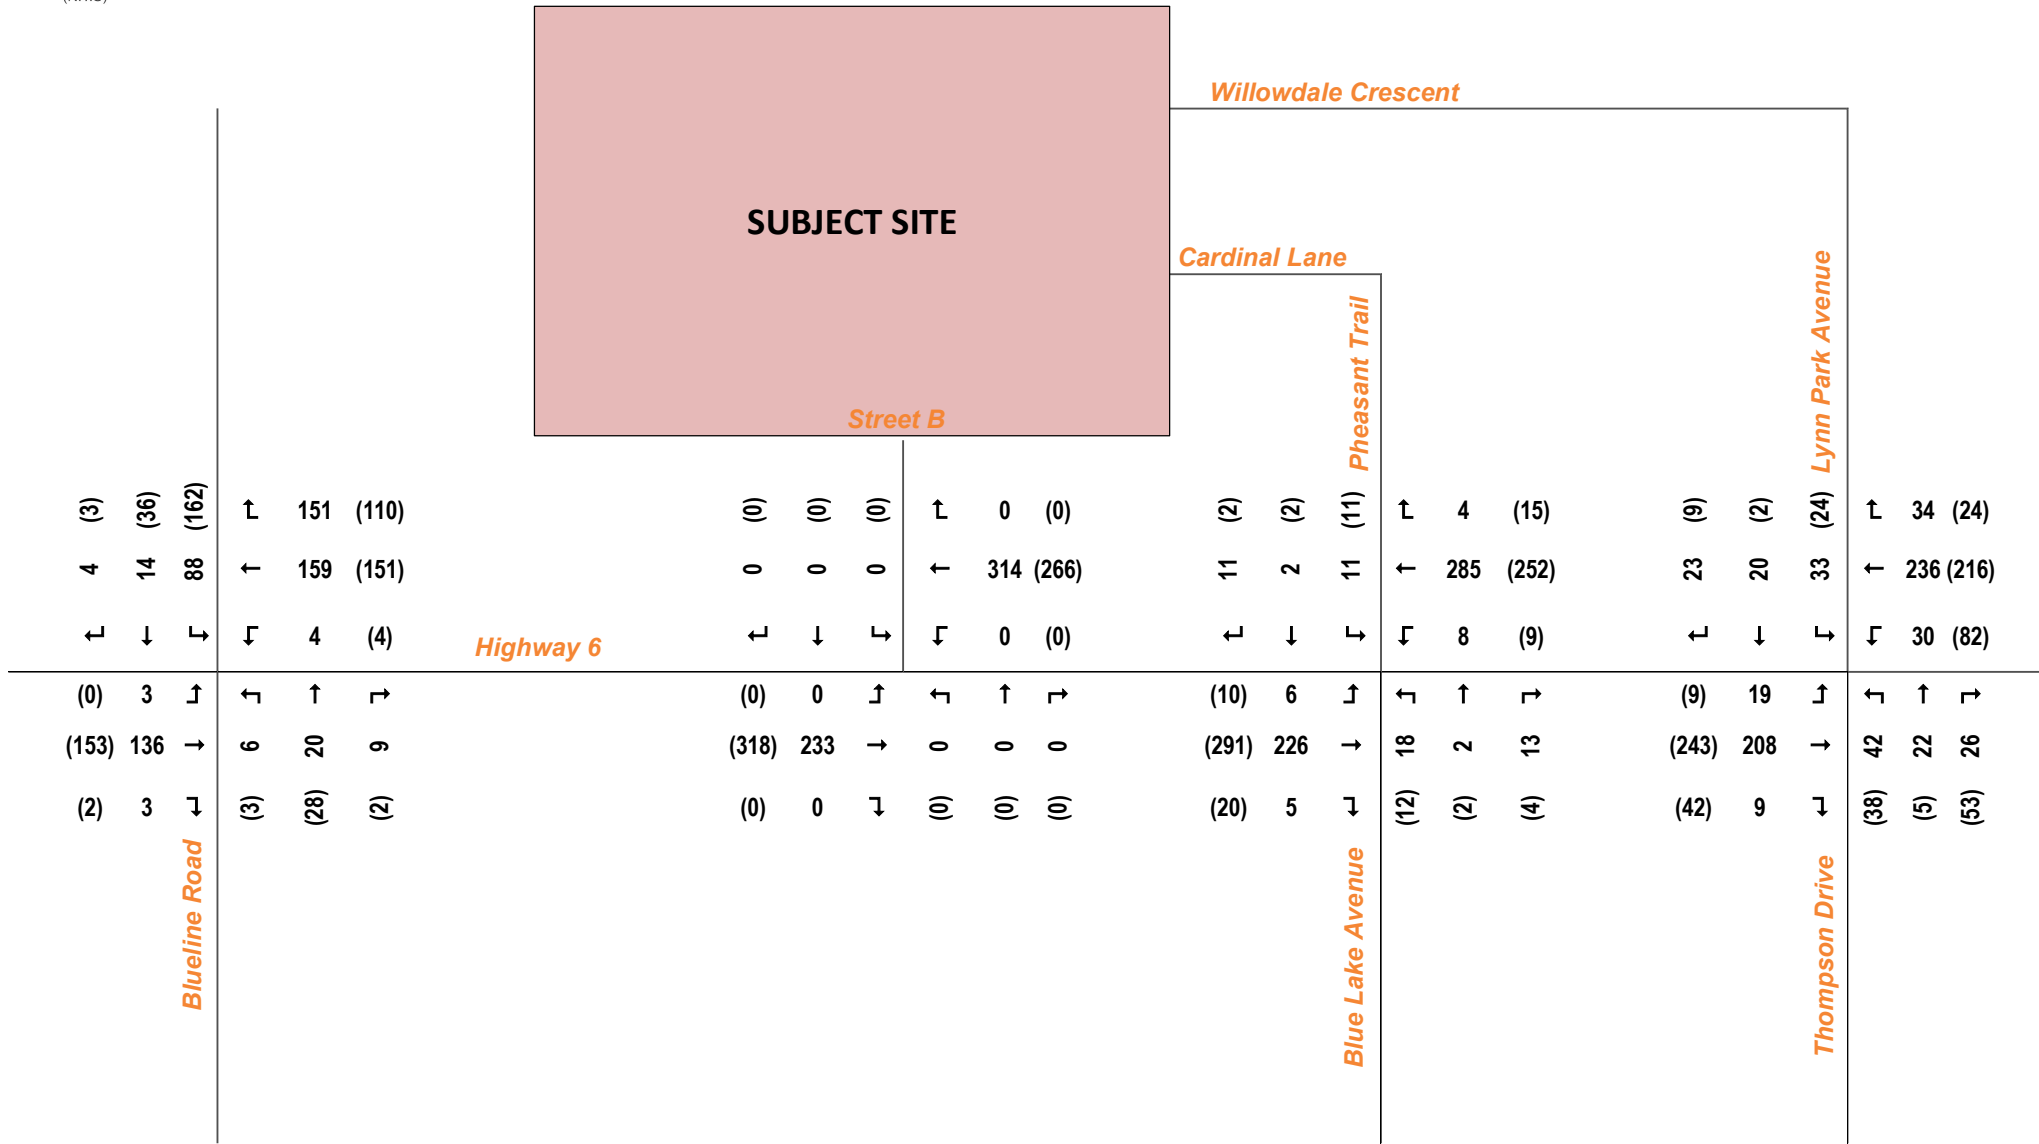 Willowdale Crescent
SUBJECT SITE
Cardinal Lane
Pheasant Trail
Lynn Park Avenue
Street B
(3) (36) (162) 151 (110)
4 14 88 159 (151)
4 (4)
(0) (0) (0) 0 (0)
0 0 0 314 (266)
0 (0)
(2) (2) (11) 4 (15)
11 2 11 285 (252)
8 (9)
(9) (2) (24) 34 (24)
23 20 33 236 (216)
30 (82)
Highway 6
(0) 3
(153) 136 6 20 9
(2) 3 (3) (28) (2)
(0) 0
(318) 233 0 0 0
(0) 0 (0) (0) (0)
(10) 6
(291) 226 18 2 13
(20) 5 (12) (2) (4)
(9) 19
(243) 208 42 22 26
(42) 9 (38) (5) (53)
Blueline Road
Blue Lake Avenue
Thompson Drive